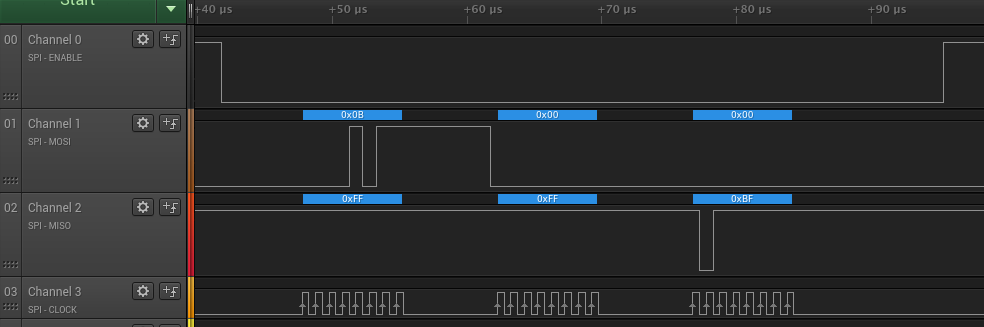 Start
+40 µs +50 µs +60 µs +70 µs +80 µs +90 µs
00 Channel 0
SPI - ENABLE
01 Channel 1
SPI - MOSI
0x0B 0x00 0x00
02 Channel 2
SPI - MISO
0xFF 0xFF 0xBF
03 Channel 3
SPI - CLOCK